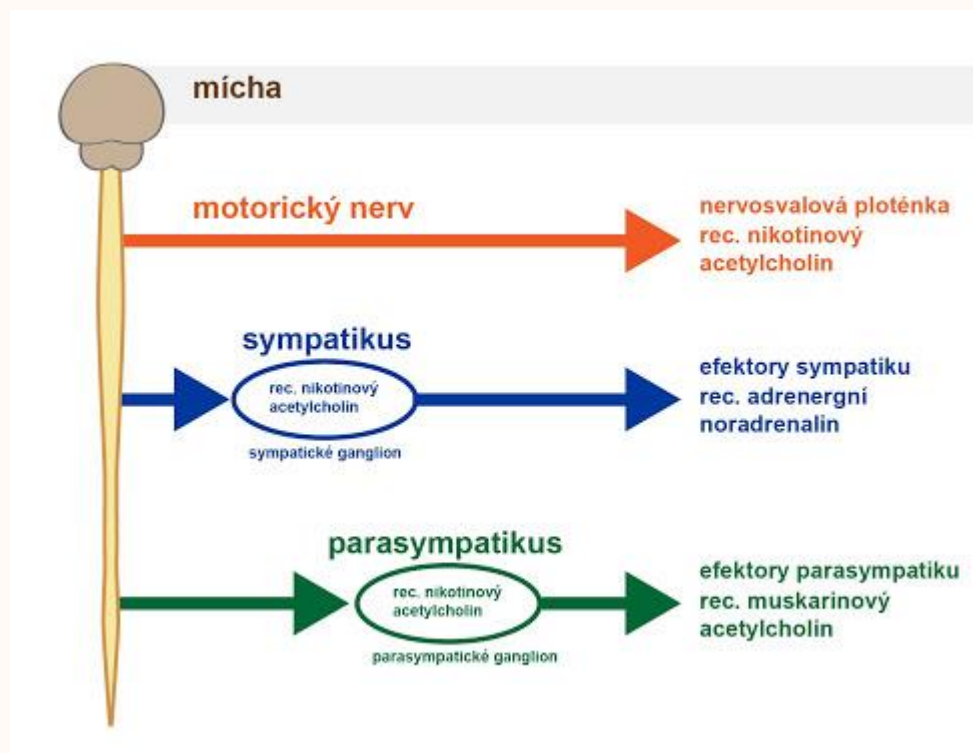 mícha
motorický nerv
nervosvalová ploténka
rec. nikotinový
acetylcholin
sympatikus
rec. nikotinový
acetylcholin
sympatické ganglion
efektory sympatiku
rec. adrenergní
noradrenalin
parasympatikus
rec. nikotinový
acetylcholin
parasympatické ganglion
efektory parasympatiku
rec. muskarinový
acetylcholin